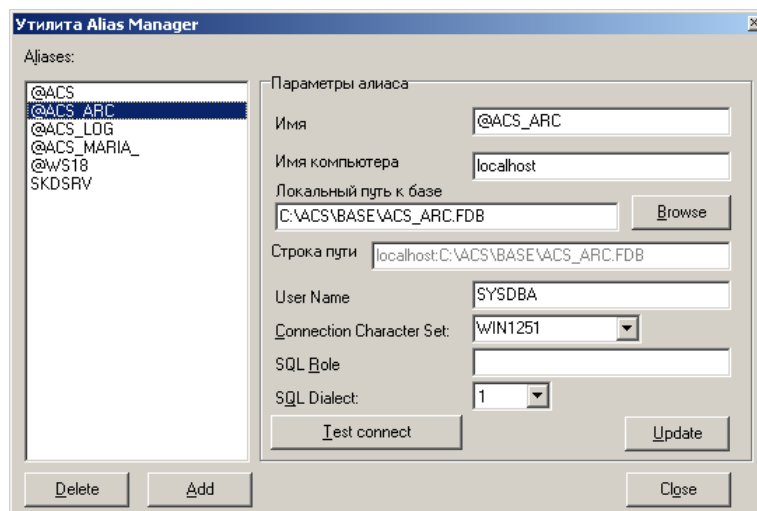 Утилита Alias Manager
Aliases:
@ACS
@ACS_ARC
@ACS_LOG
@ACS_MARIA_
@WS18
SKDSRV
Параметры алиаса
Имя
@ACS_ARC
Имя компьютера
localhost
Локальный путь к базе
C:\ACS\BASE\ACS_ARC.FDB
Browse
Строка пути
localhost:C:\ACS\BASE\ACS_ARC.FDB
User Name
SYSDBA
Connection Character Set:
WIN1251
SQL Role
SQL Dialect:
1
Test connect
Update
Delete
Add
Close